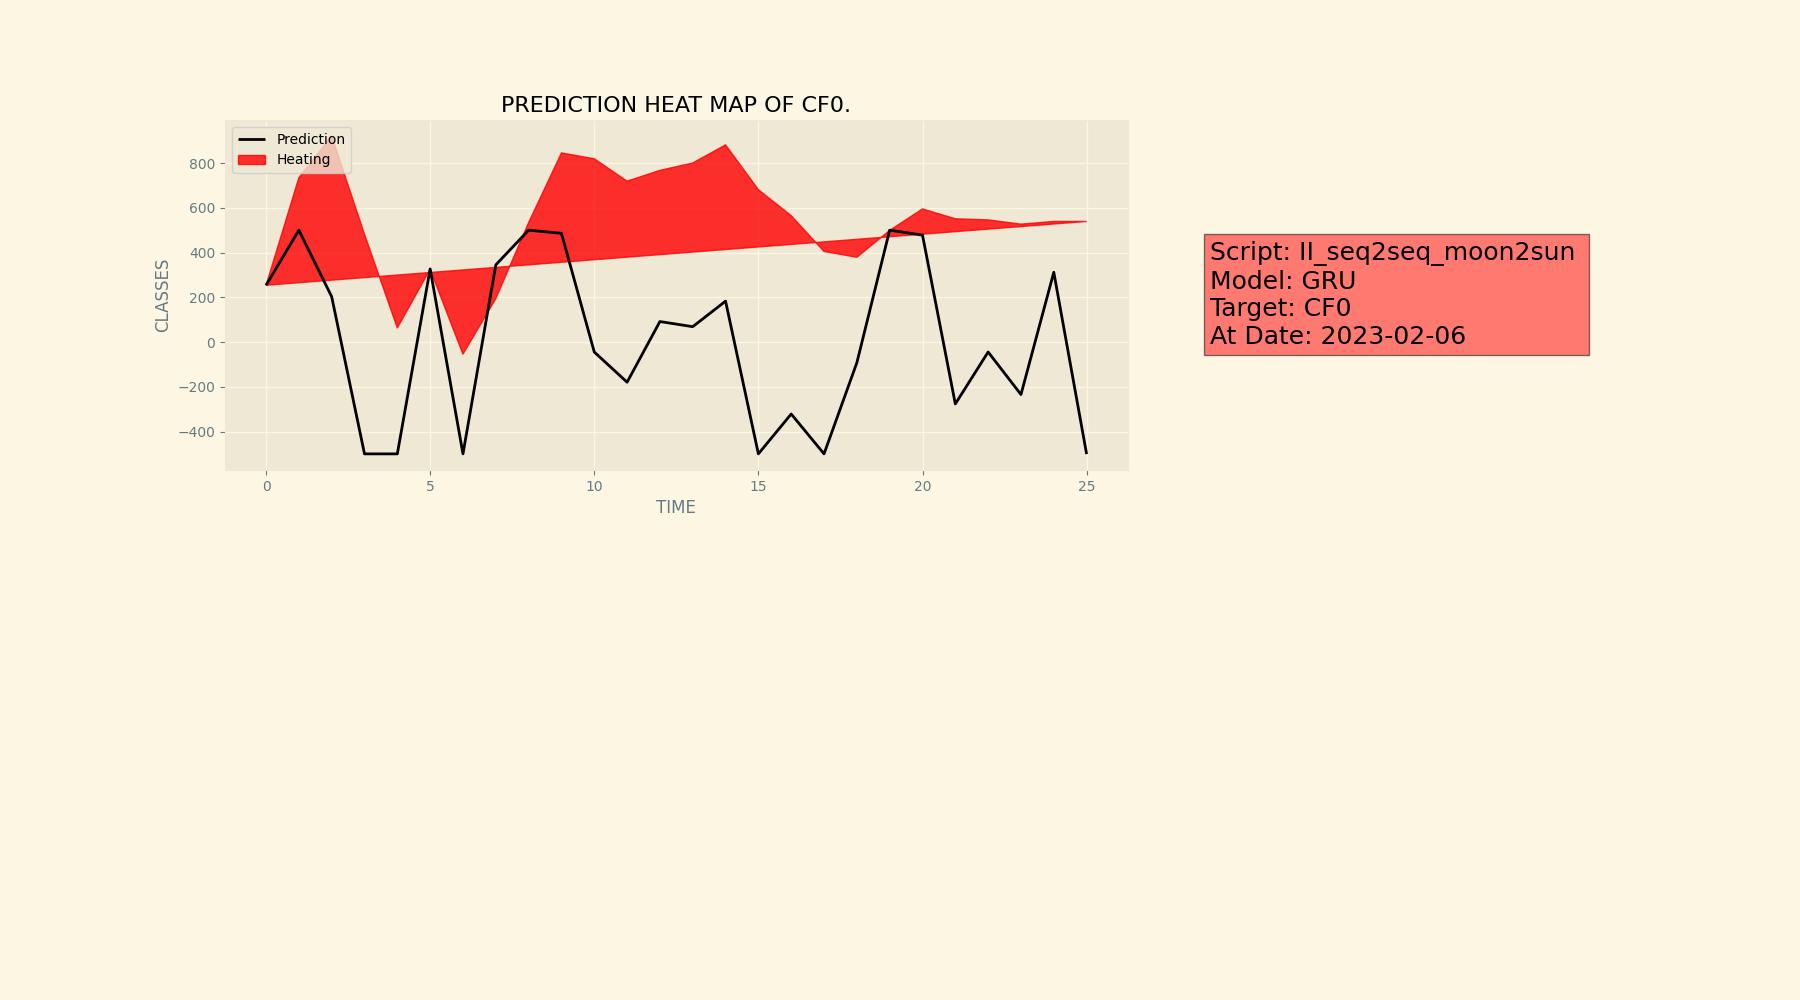 PREDICTION HEAT MAP OF CF0.
Prediction
Heating
800
600
400
200
0
−200
−400
CLASSES
0 5 10 15 20 25
TIME
Script: II_seq2seq_moon2sun
Model: GRU
Target: CF0
At Date: 2023-02-06